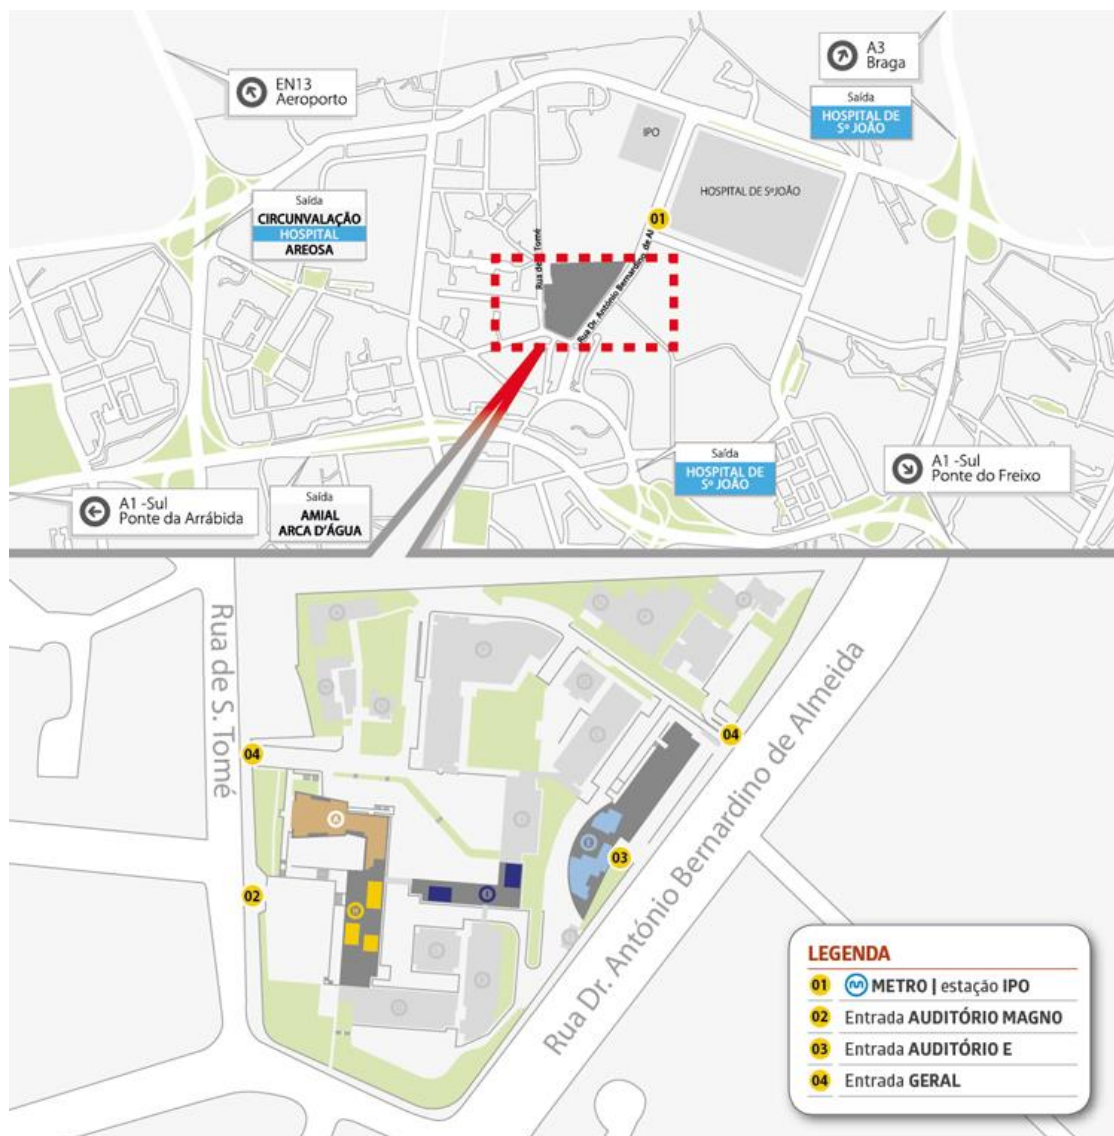 A3
Braga
EN13
Aeroporto
Saída
HOSPITAL DE
Sº JOÃO
IPO
HOSPITAL DE SºJOÃO
Saída
CIRCUNVALAÇÃO
HOSPITAL
AREOSA
01
Rua de Tomé
Rua Dr. António Bernardino de Al
Saída
HOSPITAL DE
Sº JOÃO
A1 -Sul
Ponte do Freixo
A1 -Sul
Ponte da Arrábida
Saída
AMIAL
ARCA D'ÁGUA
Rua de S. Tomé
Rua Dr. António Bernardino de Almeida
04
04
A
E
03
02
M
I
LEGENDA
01 METRO | estação IPO
02 Entrada AUDITÓRIO MAGNO
03 Entrada AUDITÓRIO E
04 Entrada GERAL